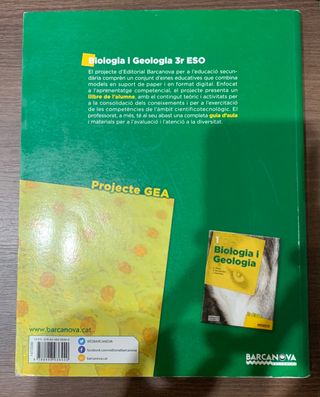 Biologia i Geologia 3r ESO
El projecte d'Editorial Barcanova per a l'educació secun-
dària comprèn un conjunt d'eines educatives que combina
models en suport de paper i en format digital. Enfocat
a l'aprenentatge competencial, el projecte presenta un
llibre de l'alumne, amb el contingut teòric i activitats per
a la consolidació dels coneixements i per a l'exercitació
de les competències de l'àmbit cientificotecnològic. El
professorat, a més, té al seu abast una completa guia d'aula
i materials per a l'avaluació i l'atenció a la diversitat.
Projecte GEA
1
Biologia i
Geologia
www.barcanova.cat
@EDBARCANOVA
barcanova.cat
BARCANOVA